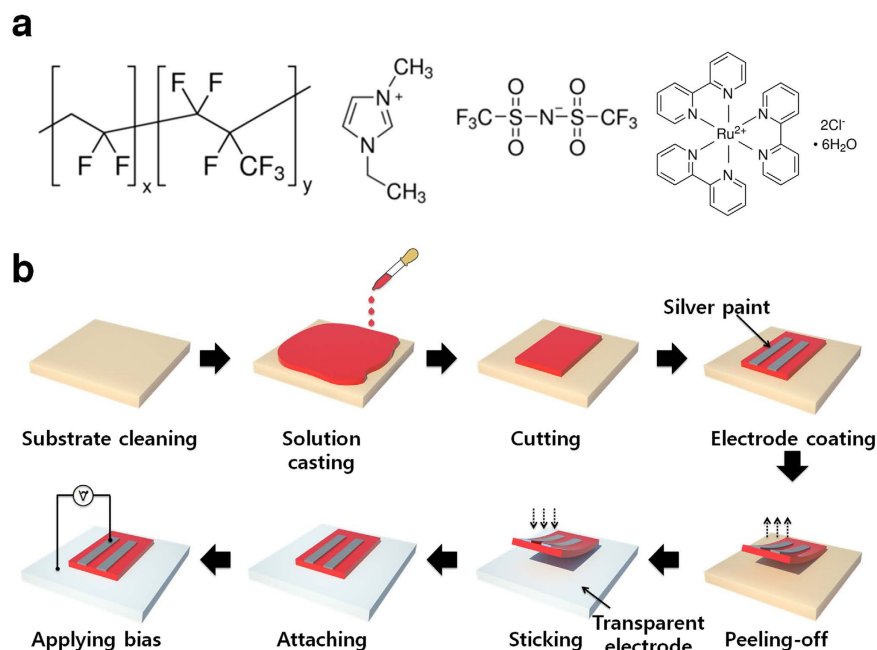 a
F
F
F
F
F
CF3
x
y
CH3
N
+
N
CH3
O
O
F3C
S
N−
S
CF3
O
O
N
N
N
Ru2+
N
N
N
2Cl-
• 6H2O
b
Silver paint
Substrate cleaning
Solution
casting
Cutting
Electrode coating
Applying bias
Attaching
Sticking
Transparent
electrode
Peeling-off